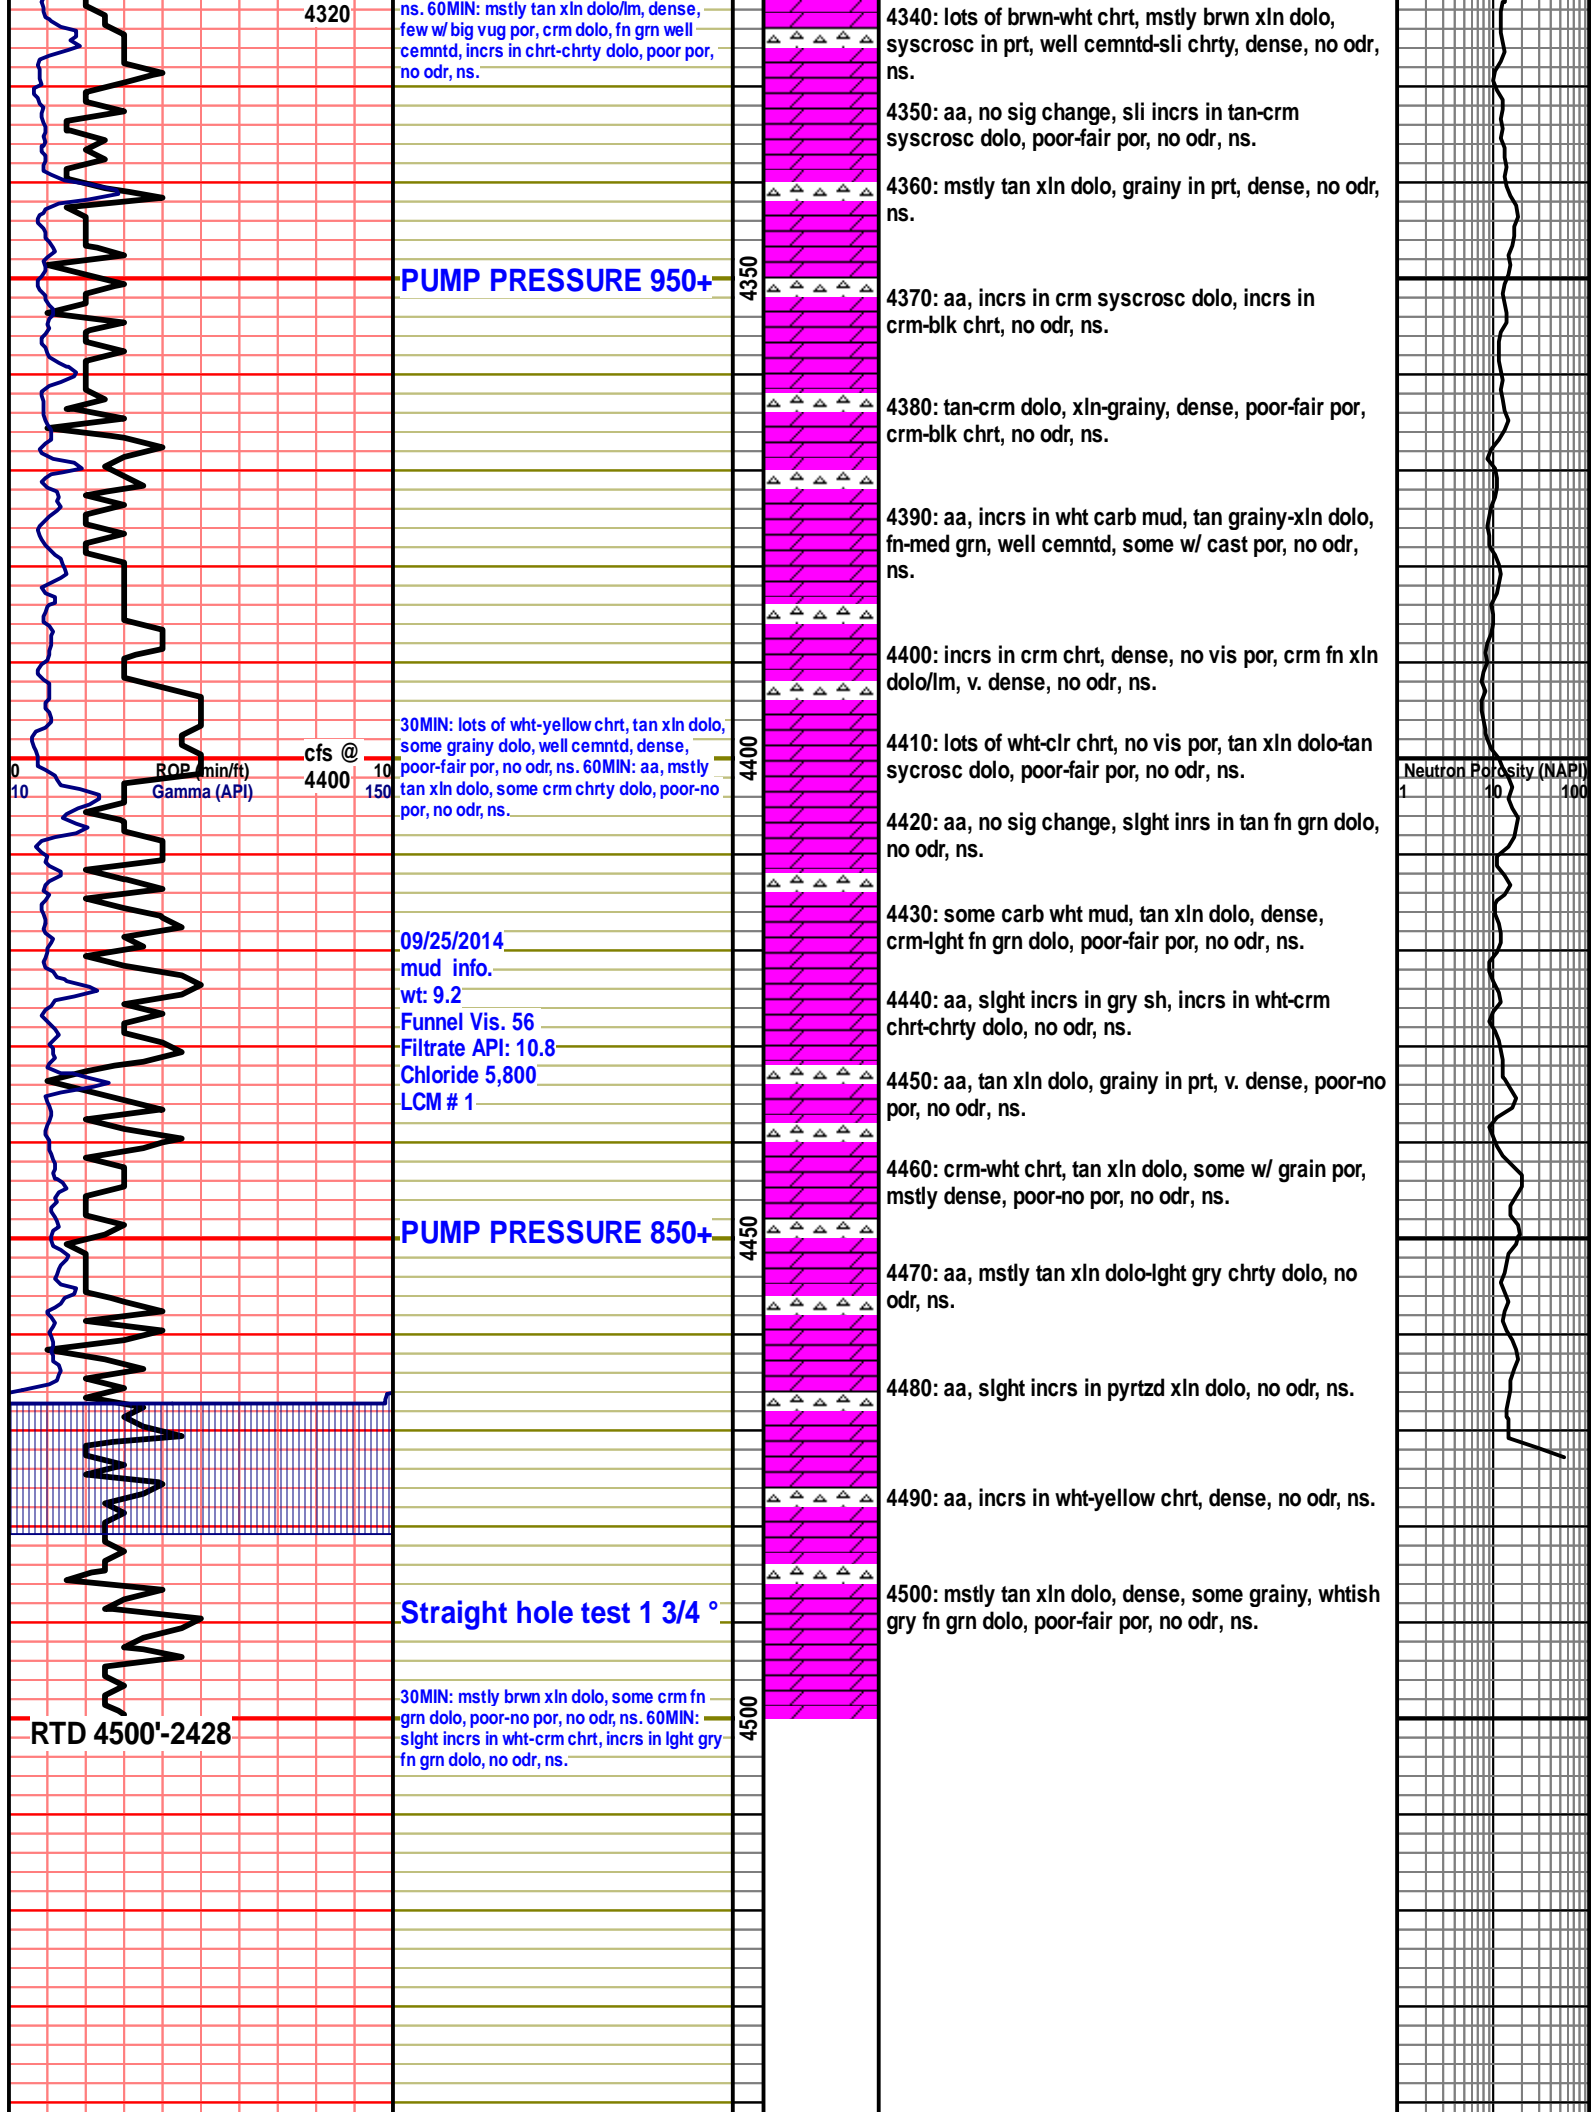 4320
ns. 60MIN: mstly tan xln dolo/lm, dense,
few w/ big vug por, crm dolo, fn grn well
cemntd, incrs in chrt-chrty dolo, poor por,
no odr, ns.
PUMP PRESSURE 950+
cfs @
4400
0 ROP (min/ft) 10
10 Gamma (API) 150
30MIN: lots of wht-yellow chrt, tan xln dolo,
some grainy dolo, well cemntd, dense,
poor-fair por, no odr, ns. 60MIN: aa, mstly
tan xln dolo, some crm chrty dolo, poor-no
por, no odr, ns.
09/25/2014
mud info.
wt: 9.2
Funnel Vis. 56
Filtrate API: 10.8
Chloride 5,800
LCM # 1
PUMP PRESSURE 850+
Straight hole test 1 3/4 °
30MIN: mstly brwn xln dolo, some crm fn
grn dolo, poor-no por, no odr, ns. 60MIN:
slght incrs in wht-crm chrt, incrs in lght gry
fn grn dolo, no odr, ns.
RTD 4500'-2428
4350
4400
4450
4500
4340: lots of brwn-wht chrt, mstly brwn xln dolo,
syscrosc in prt, well cemntd-sli chrty, dense, no odr,
ns.
4350: aa, no sig change, sli incrs in tan-crm
syscrosc dolo, poor-fair por, no odr, ns.
4360: mstly tan xln dolo, grainy in prt, dense, no odr,
ns.
4370: aa, incrs in crm syscrosc dolo, incrs in
crm-blk chrt, no odr, ns.
4380: tan-crm dolo, xln-grainy, dense, poor-fair por,
crm-blk chrt, no odr, ns.
4390: aa, incrs in wht carb mud, tan grainy-xln dolo,
fn-med grn, well cemntd, some w/ cast por, no odr,
ns.
4400: incrs in crm chrt, dense, no vis por, crm fn xln
dolo/lm, v. dense, no odr, ns.
4410: lots of wht-clr chrt, no vis por, tan xln dolo-tan
sycrosc dolo, poor-fair por, no odr, ns.
4420: aa, no sig change, slght inrs in tan fn grn dolo,
no odr, ns.
4430: some carb wht mud, tan xln dolo, dense,
crm-lght fn grn dolo, poor-fair por, no odr, ns.
4440: aa, slght incrs in gry sh, incrs in wht-crm
chrt-chrty dolo, no odr, ns.
4450: aa, tan xln dolo, grainy in prt, v. dense, poor-no
por, no odr, ns.
4460: crm-wht chrt, tan xln dolo, some w/ grain por,
mstly dense, poor-no por, no odr, ns.
4470: aa, mstly tan xln dolo-lght gry chrty dolo, no
odr, ns.
4480: aa, slght incrs in pyrtzd xln dolo, no odr, ns.
4490: aa, incrs in wht-yellow chrt, dense, no odr, ns.
4500: mstly tan xln dolo, dense, some grainy, whtish
gry fn grn dolo, poor-fair por, no odr, ns.
Neutron Porosity (NAPI)
1 10 100